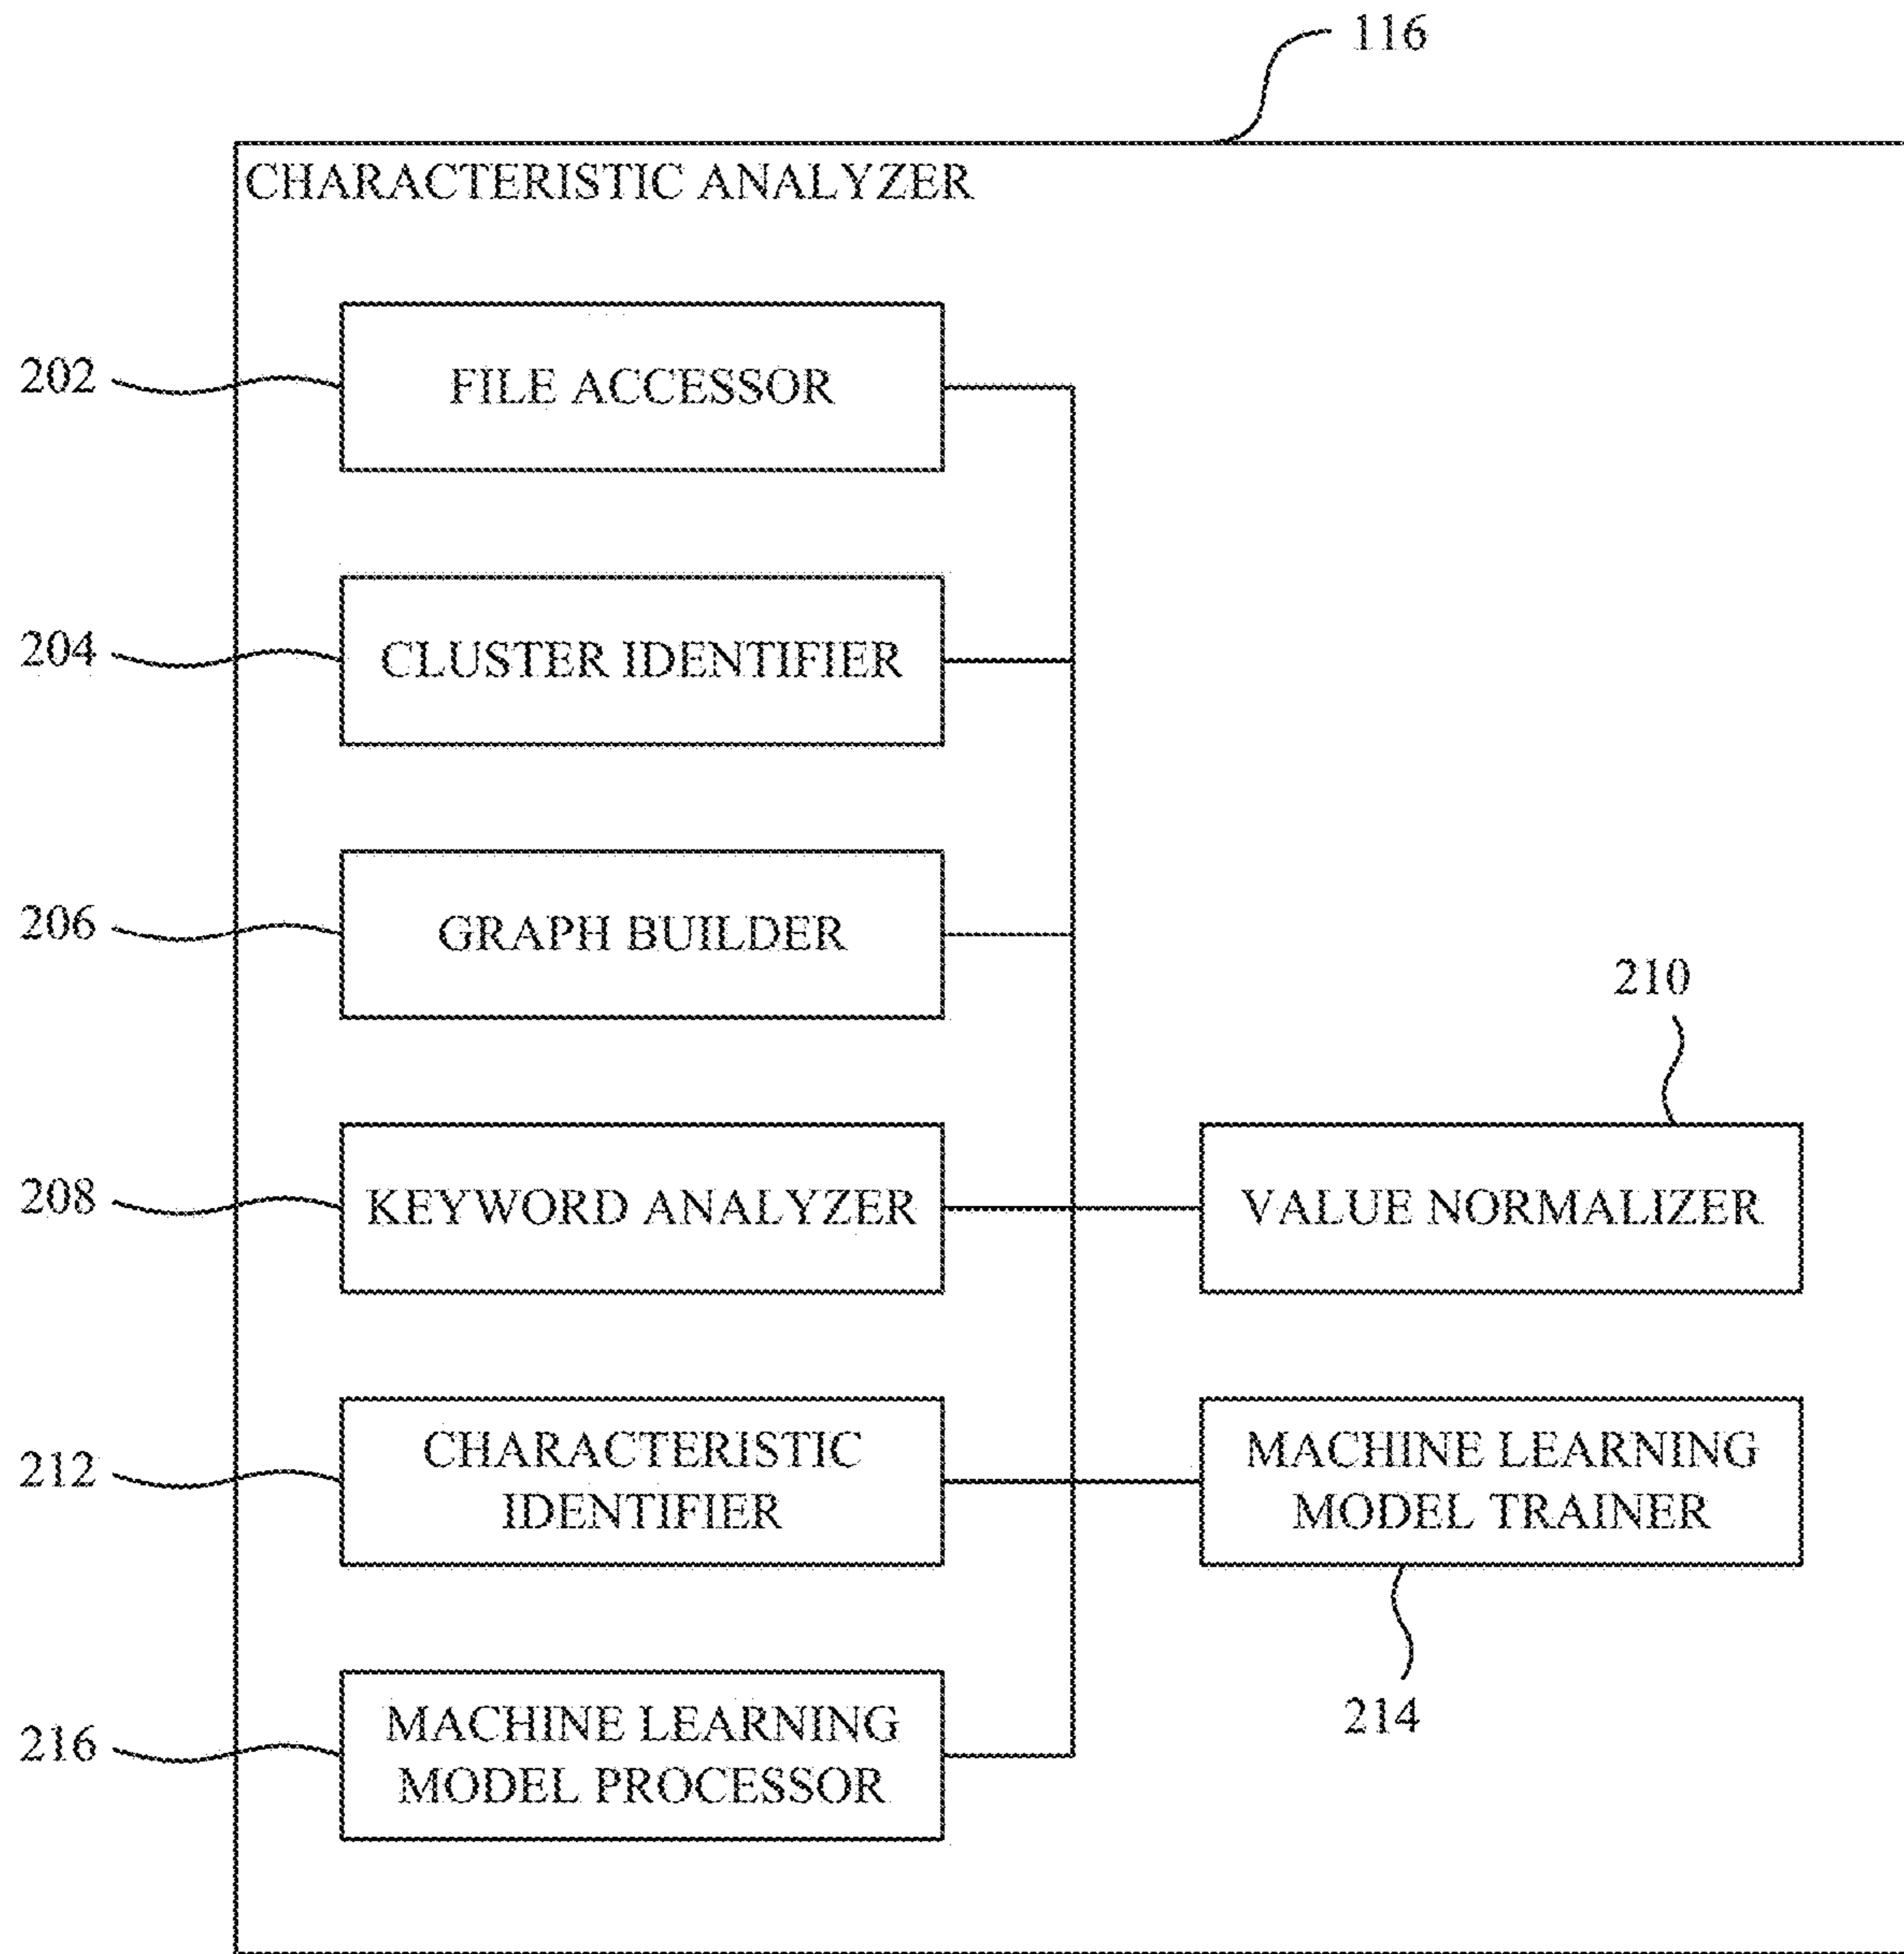 116
CHARACTERISTIC ANALYZER
202
FILE ACCESSOR
204
CLUSTER IDENTIFIER
206
GRAPH BUILDER
210
208
KEYWORD ANALYZER
VALUE NORMALIZER
212
CHARACTERISTIC
IDENTIFIER
MACHINE LEARNING
MODEL TRAINER
214
216
MACHINE LEARNING
MODEL PROCESSOR